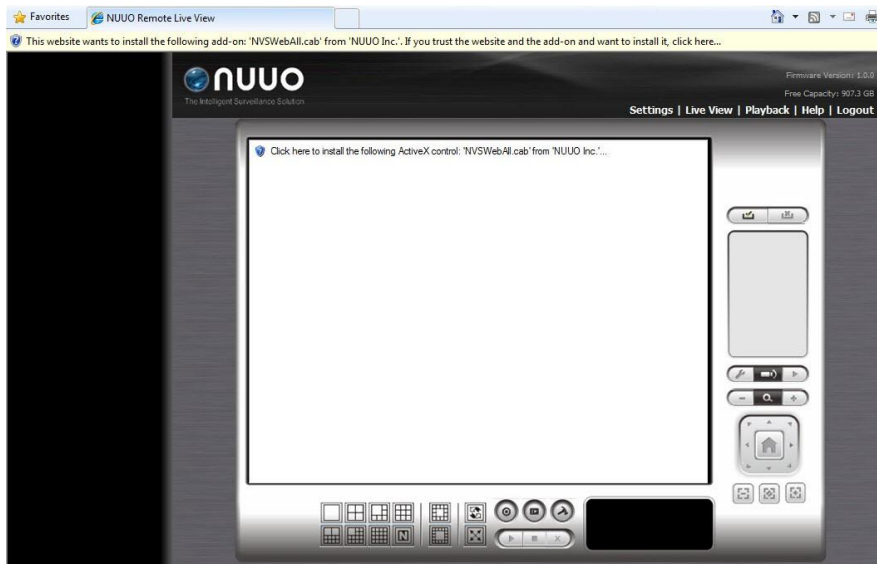 Favorites
NUUO Remote Live View
This website wants to install the following add-on: 'NVSWebAll.cab' from 'NUUO Inc.'. If you trust the website and the add-on and want to install it, click here...
nuuo
The Intelligent Surveillance Solution
Firmware Version: 1.0.0
Free Capacity: 907.3 GB
Settings | Live View | Playback | Help | Logout
Click here to install the following ActiveX control: 'NVSWebAll.cab' from 'NUUO Inc.'...
N